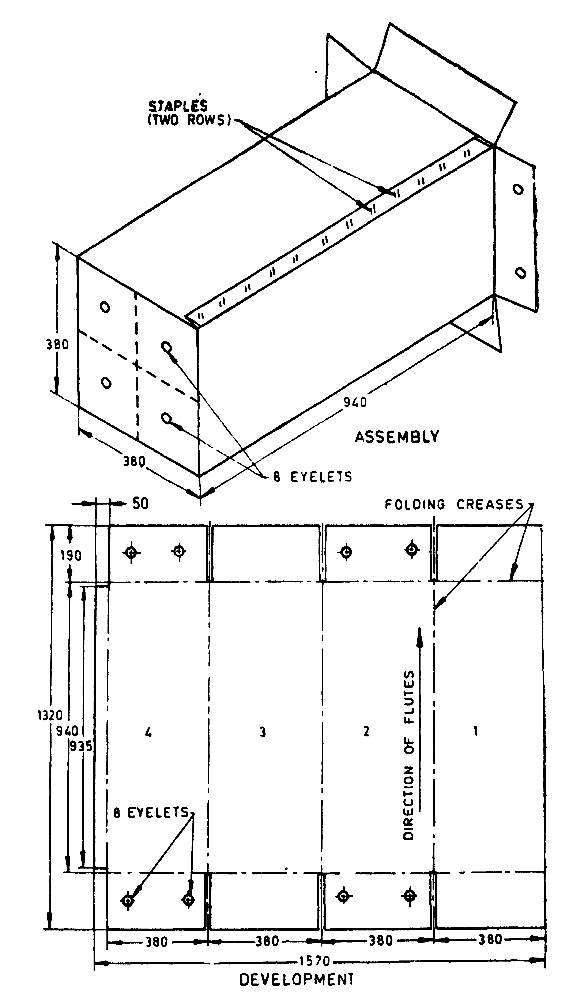 STAPLES
(TWO ROWS)
380
940
ASSEMBLY
380
8 EYELETS
50
FOLDING CREASES
190
1320
940
935
4
3
2
1
DIRECTION OF FLUTES
8 EYELETS
380
380
380
380
1570
DEVELOPMENT